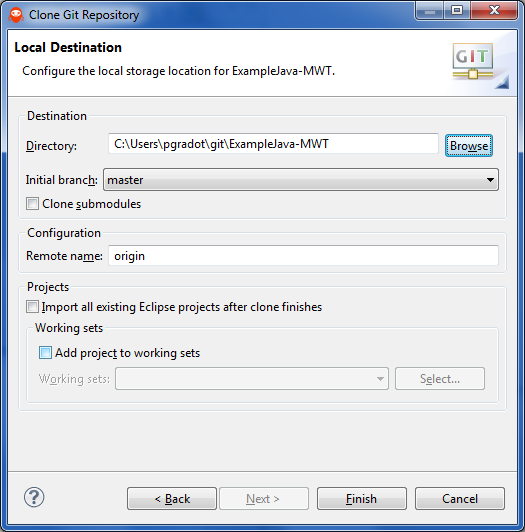 Clone Git Repository
Local Destination
Configure the local storage location for ExampleJava-MWT.
GIT
Destination
Directory: C:\Users\pgradot\git\ExampleJava-MWT Browse
Initial branch: master
Clone submodules
Configuration
Remote name: origin
Projects
Import all existing Eclipse projects after clone finishes
Working sets
Add project to working sets
Working sets: Select...
? < Back Next > Finish Cancel